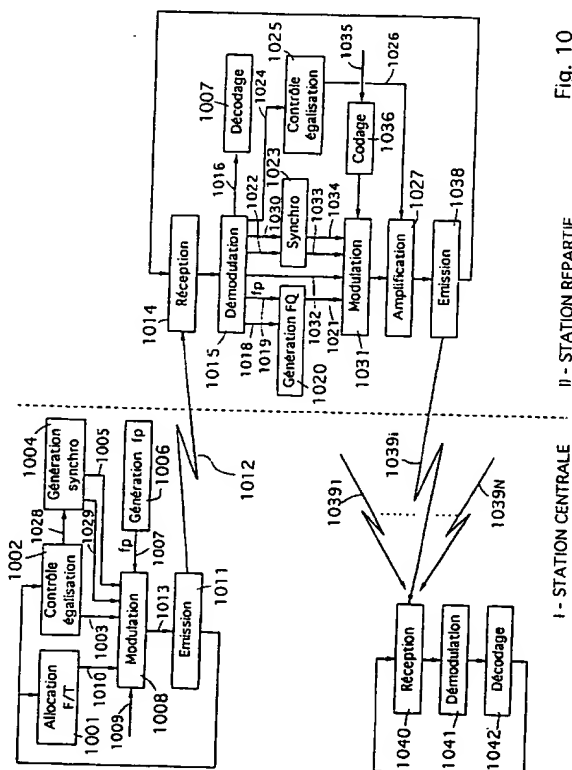 1002
1004
Contrôle
égalisation
1028
Génération
synchro
1005
1029
Allocation
F/T
1001
1010
1003
fp
1007
Génération fp
1006
1009
Modulation
1008
1013
Emission
1011
1012
1014
Réception
1015
Démodulation
1016
1007
Décodage
1018
1019
fp
1022
1030
1023
1024
1025
Contrôle
égalisation
Génération FQ
1020
Synchro
1021
1032
1033
1034
1035
1026
Codage
1036
Modulation
1031
Amplification
1027
Emission
1038
1039i
1039N
Réception
1040
Démodulation
1041
Décodage
1042
I - STATION CENTRALE
II - STATION REPARTIE
Fig. 10